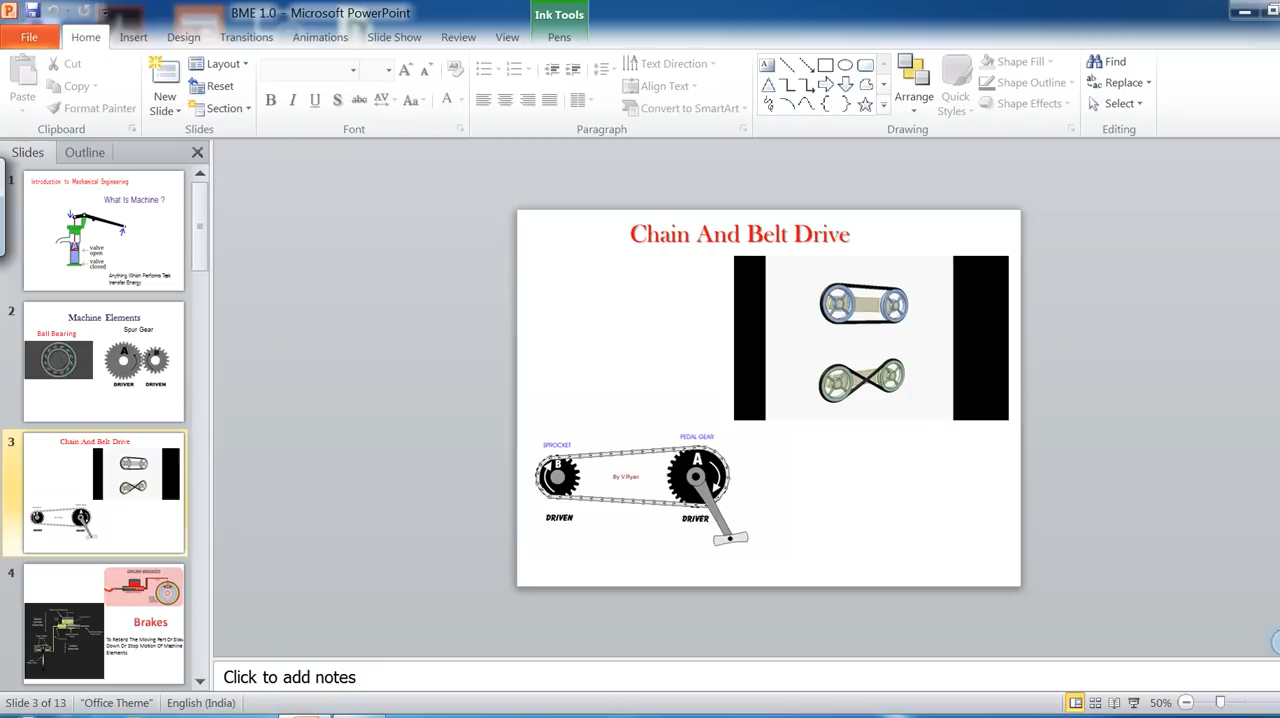 BME 1.0 - Microsoft PowerPoint
Ink Tools
File Home Insert Design Transitions Animations Slide Show Review View Pens
Paste
Cut
Copy
Format Painter
Clipboard
New Slide
Layout
Reset
Section
Slides
B I U S abc AV Aa A
Font
Text Direction
Align Text
Convert to SmartArt
Paragraph
Arrange
Quick Styles
Shape Fill
Shape Outline
Shape Effects
Drawing
Find
Replace
Select
Editing
Slides Outline
1
Introduction to Mechanical Engineering
What Is Machine ?
valve open
valve closed
Anything Which Performs Task
transfer Energy
2
Machine Elements
Ball Bearing
Spur Gear
A B
DRIVER DRIVEN
3
Chain And Belt Drive
4
Brakes
To Retard The Moving Part Or Slow
Down Or Stop Motion Of Machine
Elements
Chain And Belt Drive
SPROCKET
PEDAL GEAR
B
A
By V.Ryan
DRIVEN
DRIVER
Click to add notes
Slide 3 of 13 "Office Theme" English (India) 50%